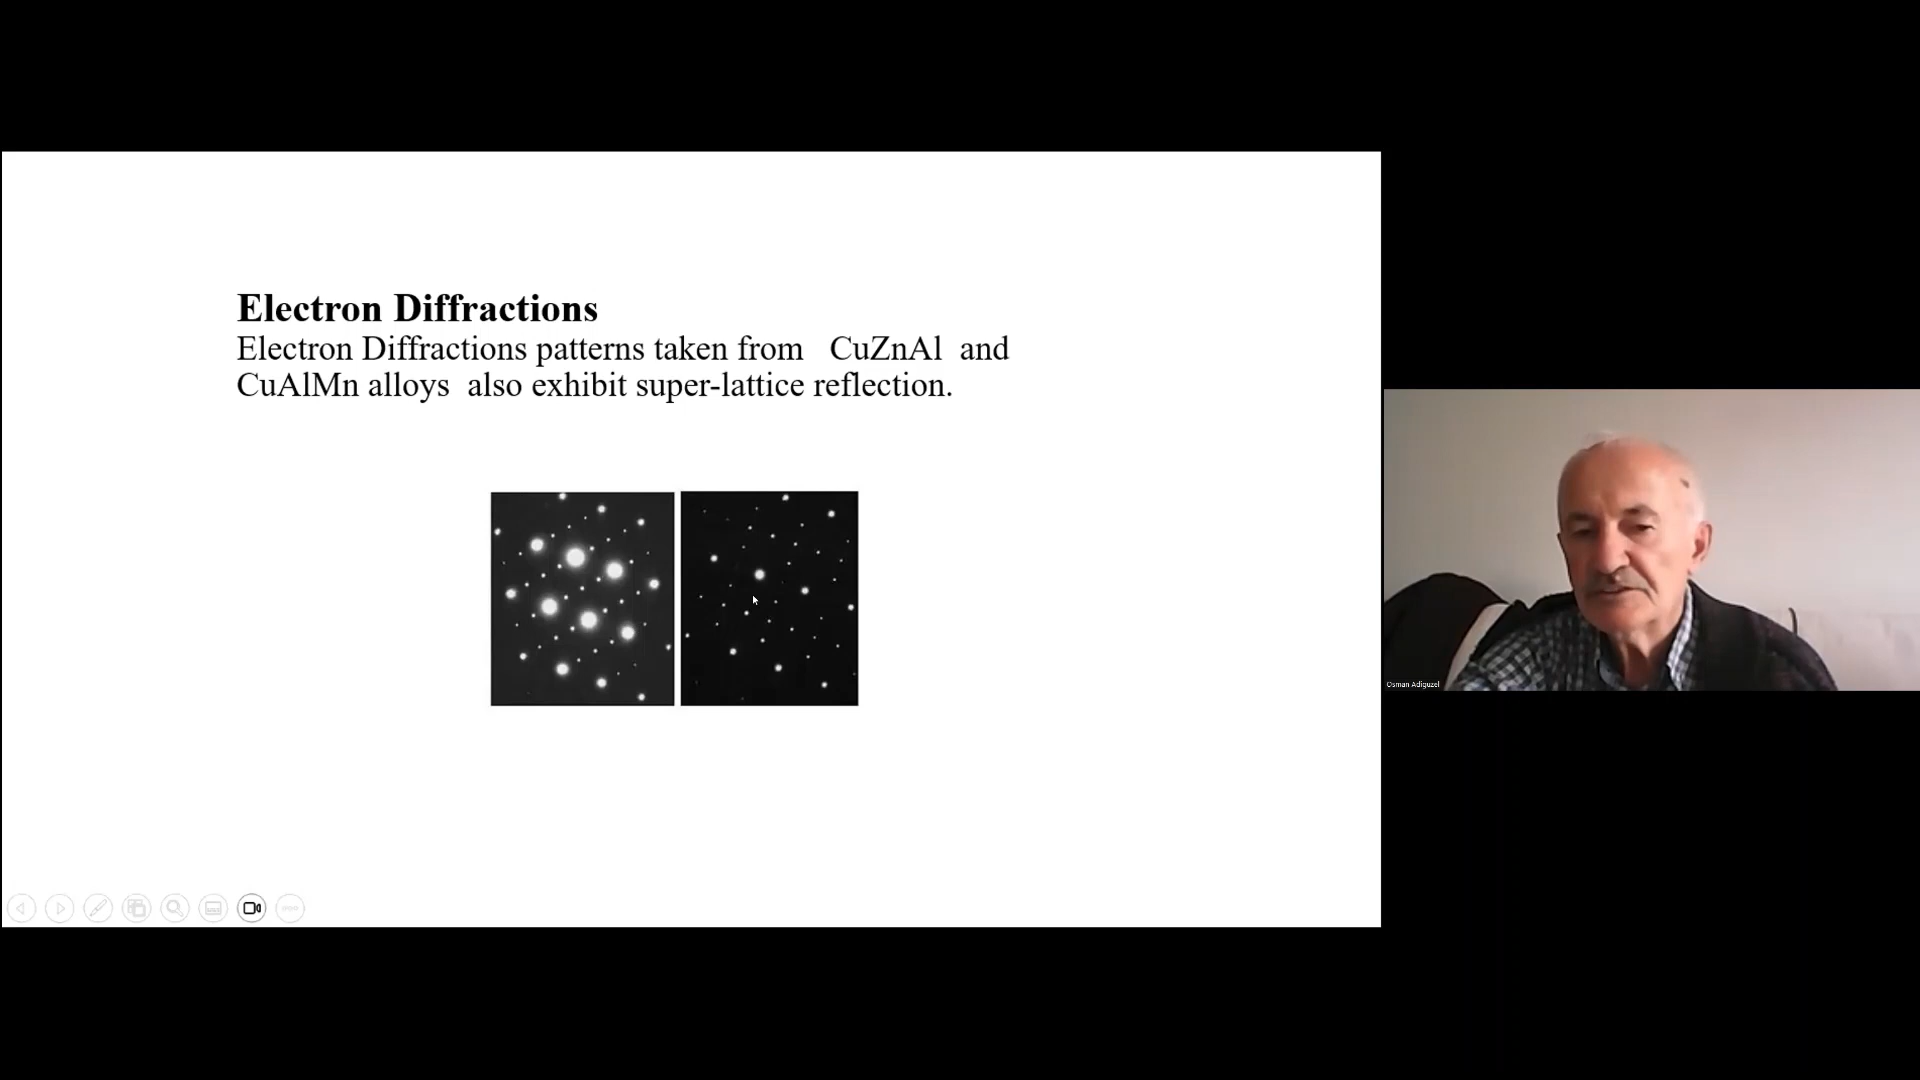 Electron Diffractions
Electron Diffractions patterns taken from CuZnAl and
CuAlMn alloys also exhibit super-lattice reflection.
Osman Adiguzel